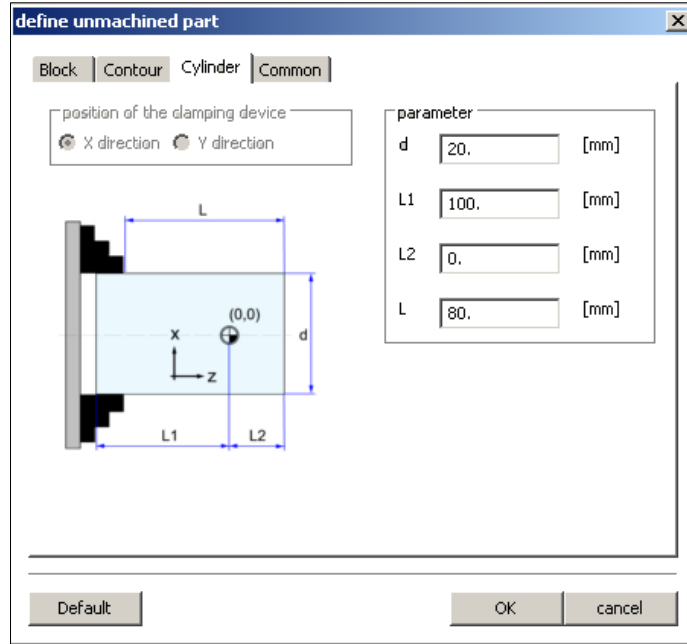 define unmachined part
Block Contour Cylinder Common
position of the clamping device
X direction Y direction
L
(0,0)
X
Z
d
L1 L2
parameter
d 20. [mm]
L1 100. [mm]
L2 0. [mm]
L 80. [mm]
Default OK cancel